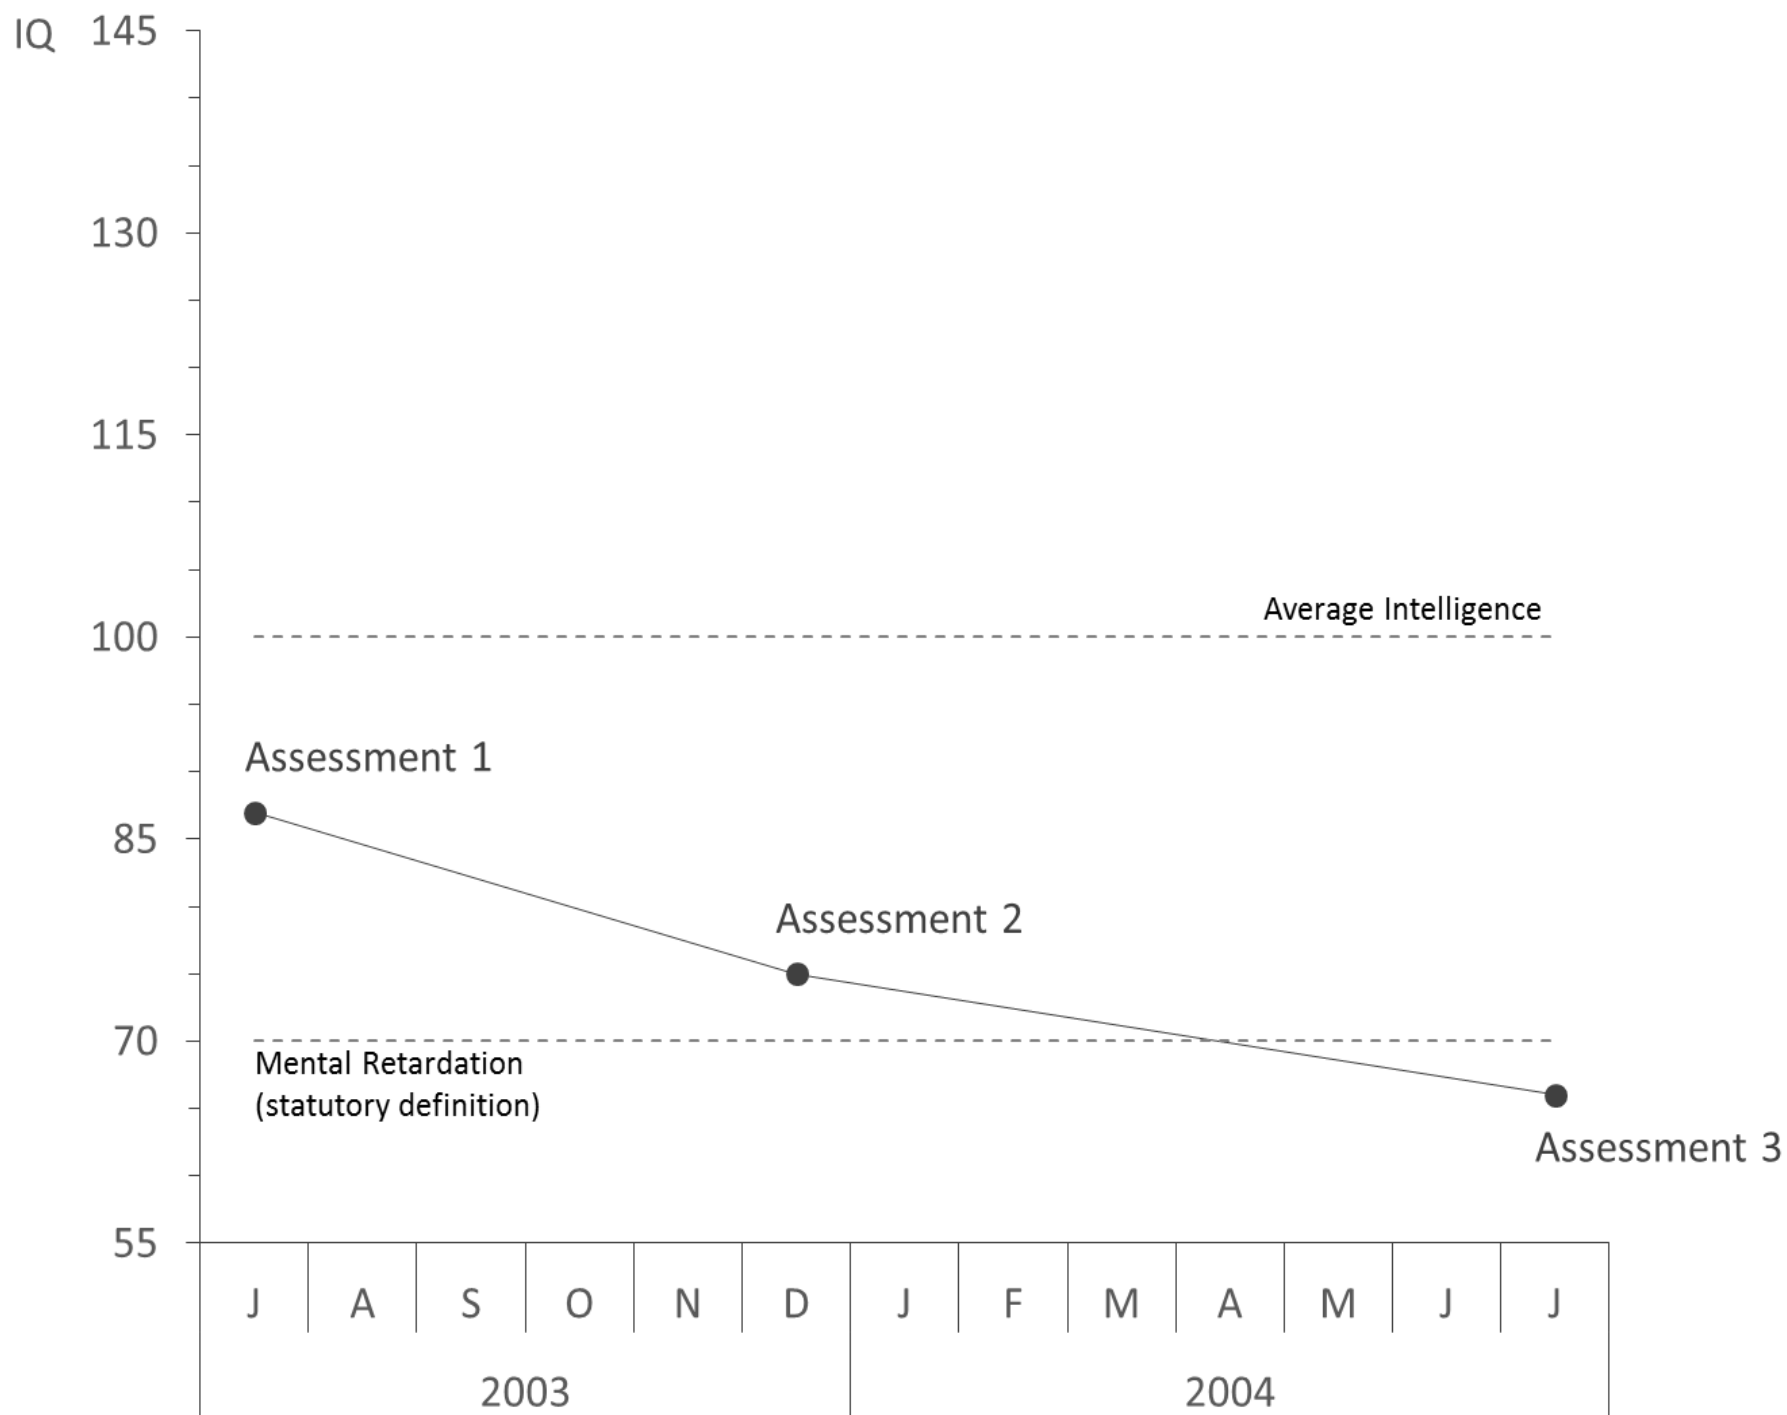 IQ 145
130
115
Average Intelligence
100
Assessment 1
85
Assessment 2
70
Mental Retardation
(statutory definition)
Assessment 3
55
J A S O N D J F M A M J J
2003 2004